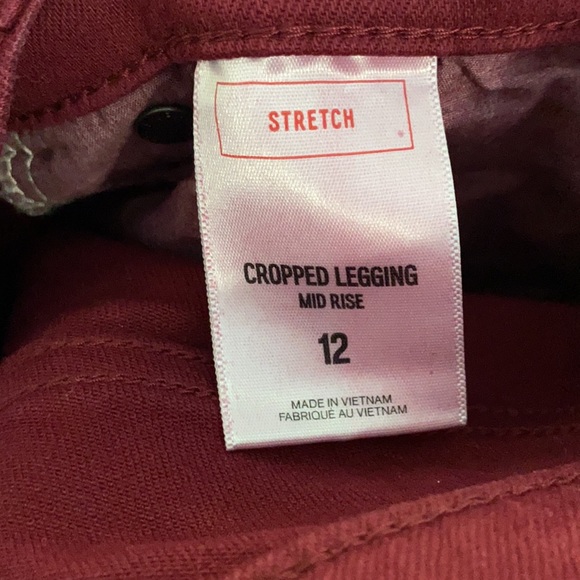 STRETCH
CROPPED LEGGING
MID RISE
12
MADE IN VIETNAM
FABRIQUÉ AU VIETNAM